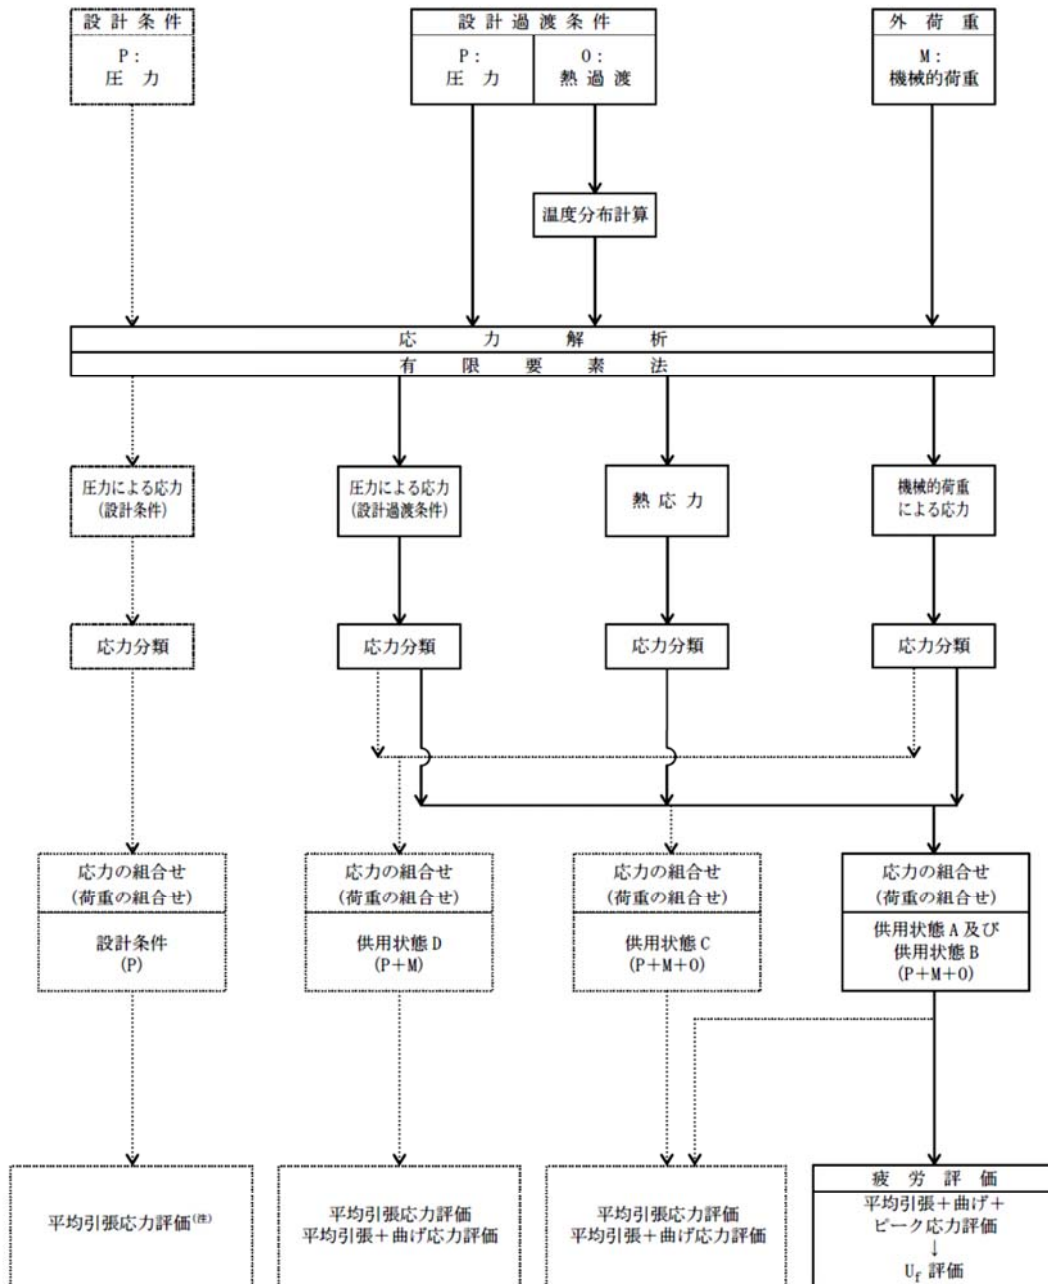 設計条件
P:
圧力
設計過渡条件
P:
圧力
O:
熱過渡
外荷重
M:
機械的荷重
温度分布計算
応力解析
有限要素法
圧力による応力
(設計条件)
圧力による応力
(設計過渡条件)
熱応力
機械的荷重
による応力
応力分類
応力分類
応力分類
応力分類
応力の組合せ
(荷重の組合せ)
設計条件
(P)
応力の組合せ
(荷重の組合せ)
供用状態D
(P+M)
応力の組合せ
(荷重の組合せ)
供用状態C
(P+M+O)
応力の組合せ
(荷重の組合せ)
供用状態A及び
供用状態B
(P+M+O)
平均引張応力評価(注)
平均引張応力評価
平均引張+曲げ応力評価
平均引張応力評価
平均引張+曲げ応力評価
疲労評価
平均引張+曲げ+
ピーク応力評価
↓
Uf 評価